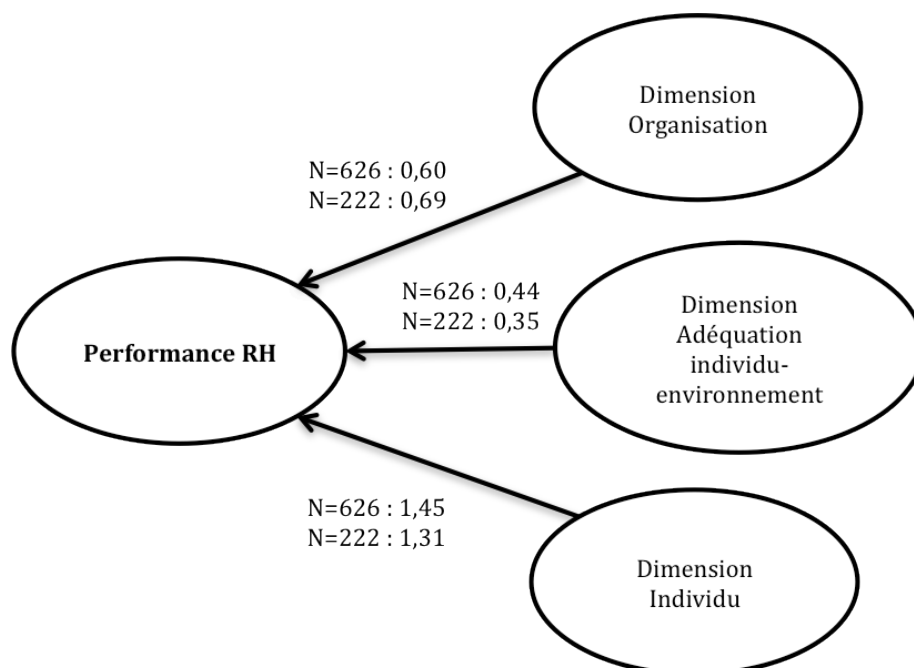 Dimension
Organisation
N=626 : 0,60
N=222 : 0,69
N=626 : 0,44
N=222 : 0,35
Dimension
Adéquation
individu-
environnement
Performance RH
N=626 : 1,45
N=222 : 1,31
Dimension
Individu